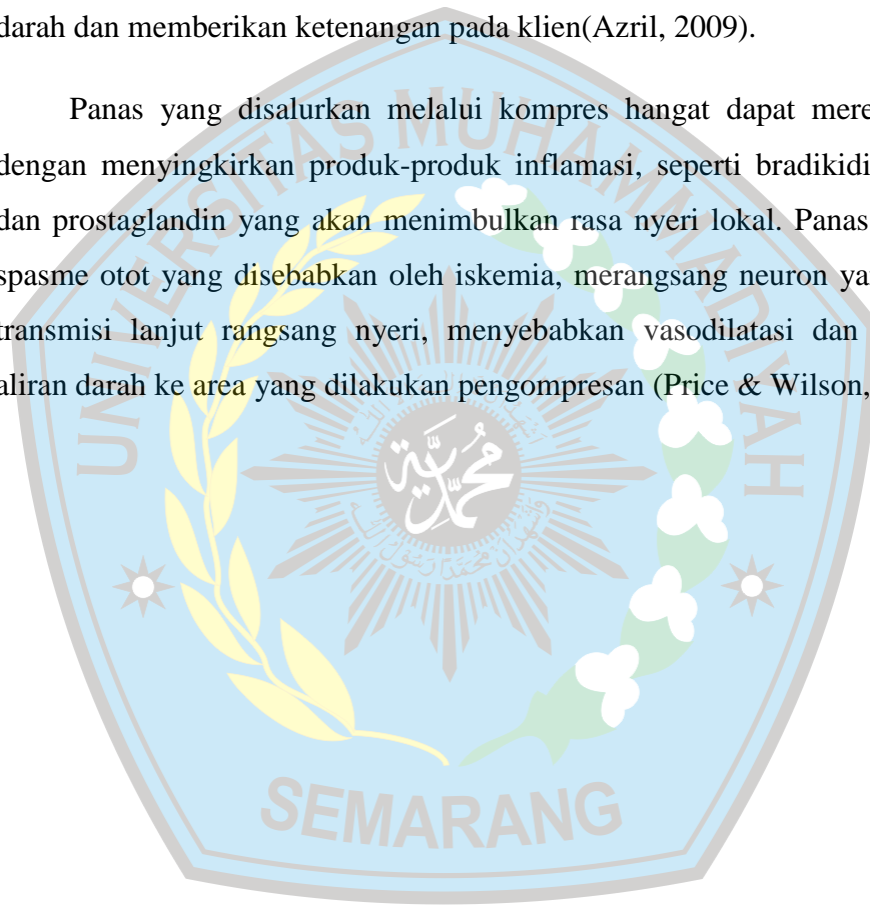 darah dan memberikan ketenangan pada klien(Azril, 2009).
Panas yang disalurkan melalui kompres hangat dapat mere
dengan menyingkirkan produk-produk inflamasi, seperti bradikidi
dan prostaglandin yang akan menimbulkan rasa nyeri lokal. Panas
spasme otot yang disebabkan oleh iskemia, merangsang neuron ya
transmisi lanjut rangsang nyeri, menyebabkan vasodilatasi dan
aliran darah ke area yang dilakukan pengompresan (Price & Wilson,
UNIVERSITAS MUHAMMADIYAH
محمدية
SEMARANG